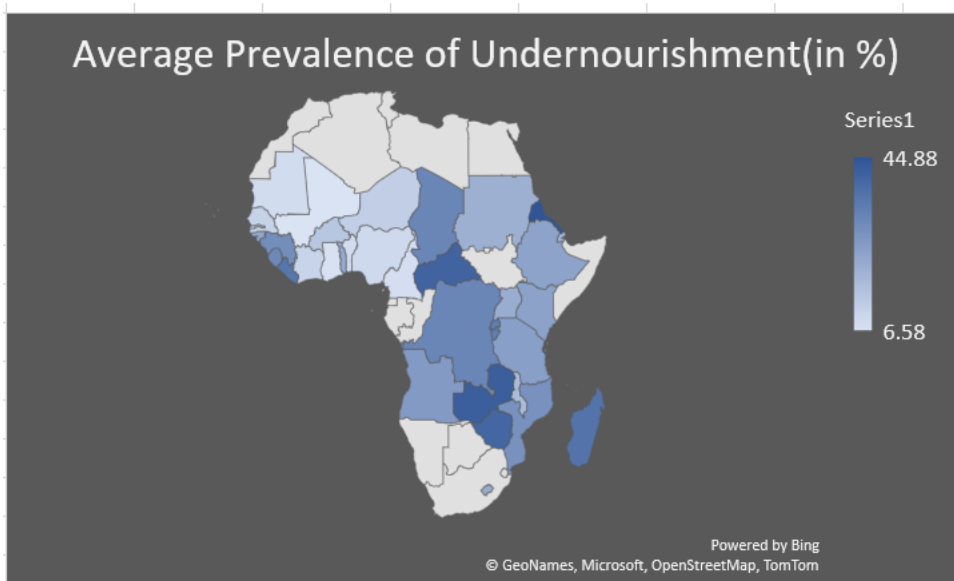 Average Prevalence of Undernourishment(in %)
Series1
44.88
6.58
Powered by Bing
© GeoNames, Microsoft, OpenStreetMap, TomTom